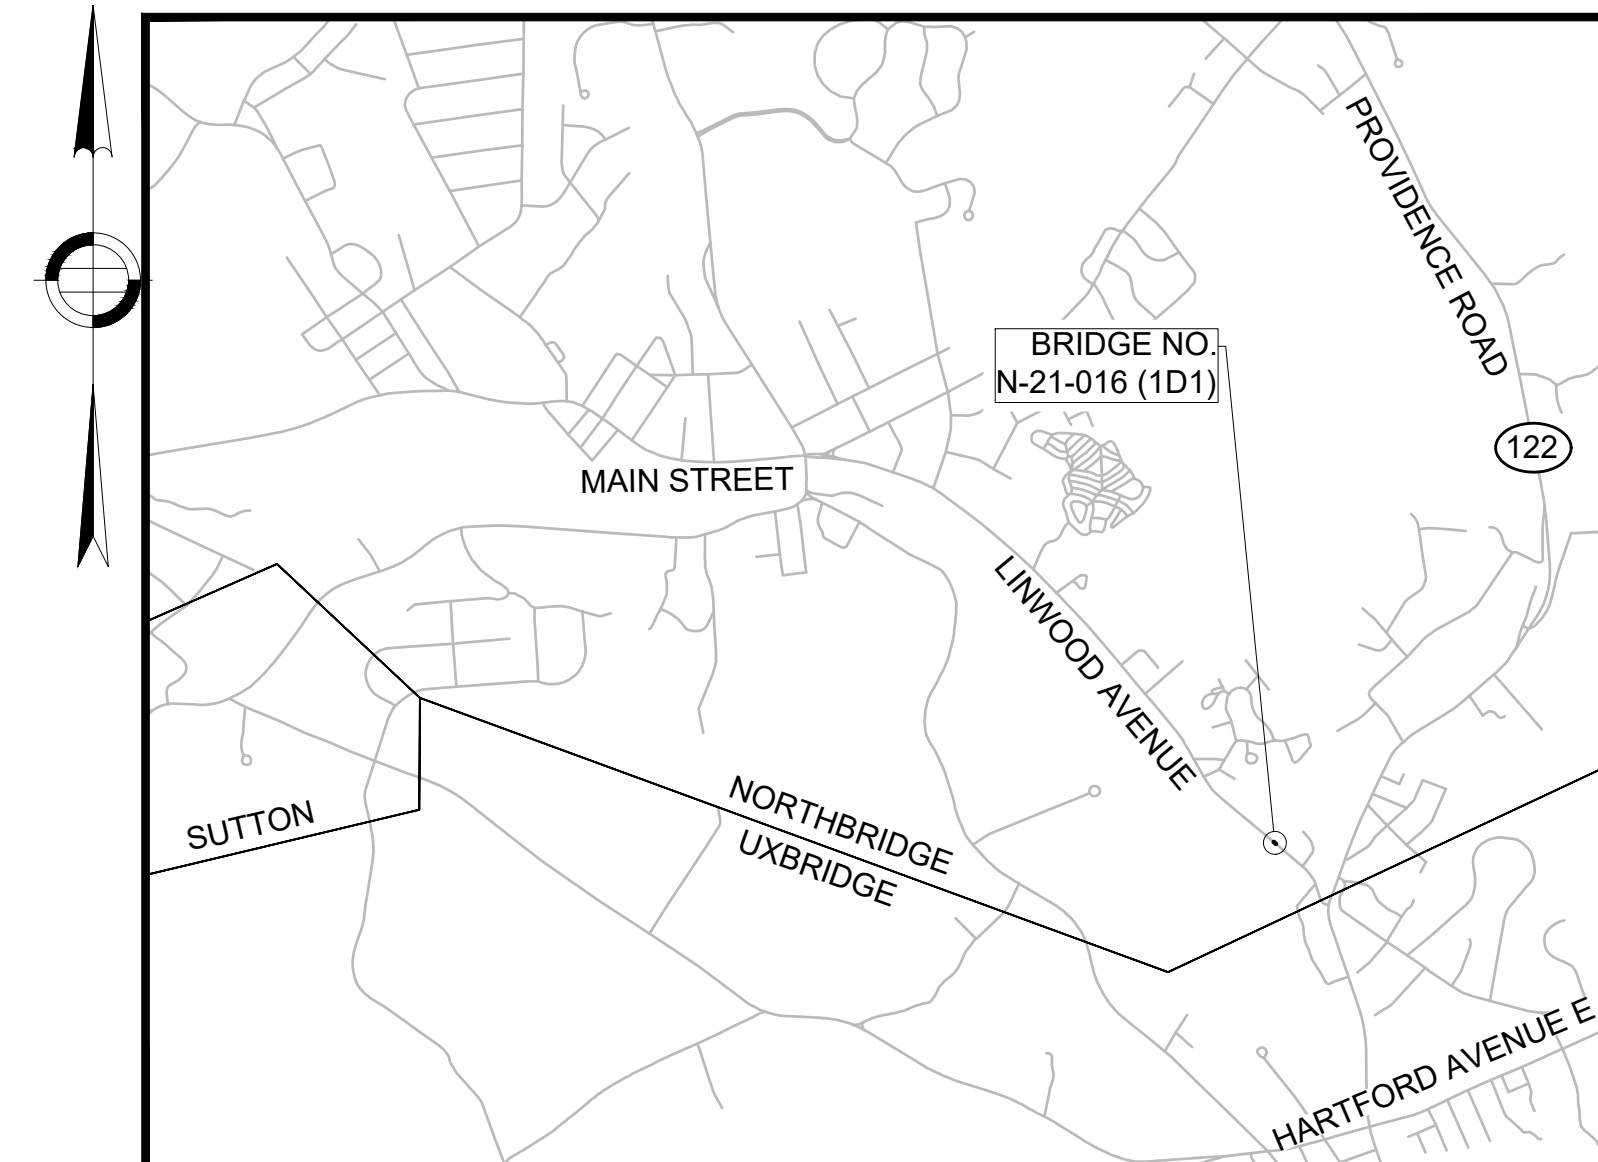 PROVIDENCE ROAD
BRIDGE NO.
N-21-016 (1D1)
122
MAIN STREET
LINWOOD AVENUE
NORTHBRIDGE
UXBRIDGE
SUTTON
HARTFORD AVENUE E